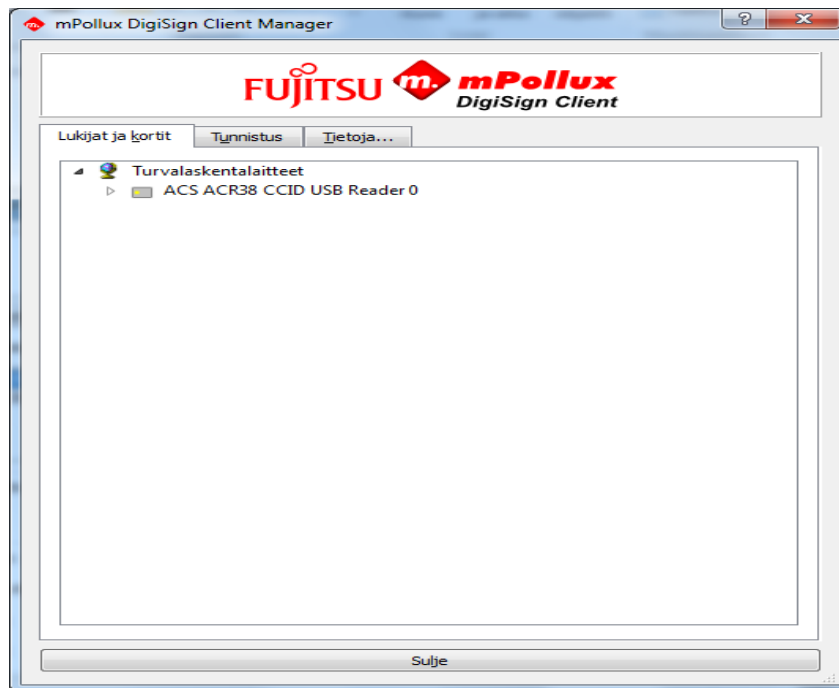 mPollux DigiSign Client Manager
FUJITSU m. mPollux
DigiSign Client
Lukijat ja kortit Tunnistus Tietoja...
Turvalaskentalaitteet
ACS ACR38 CCID USB Reader 0
Sulje